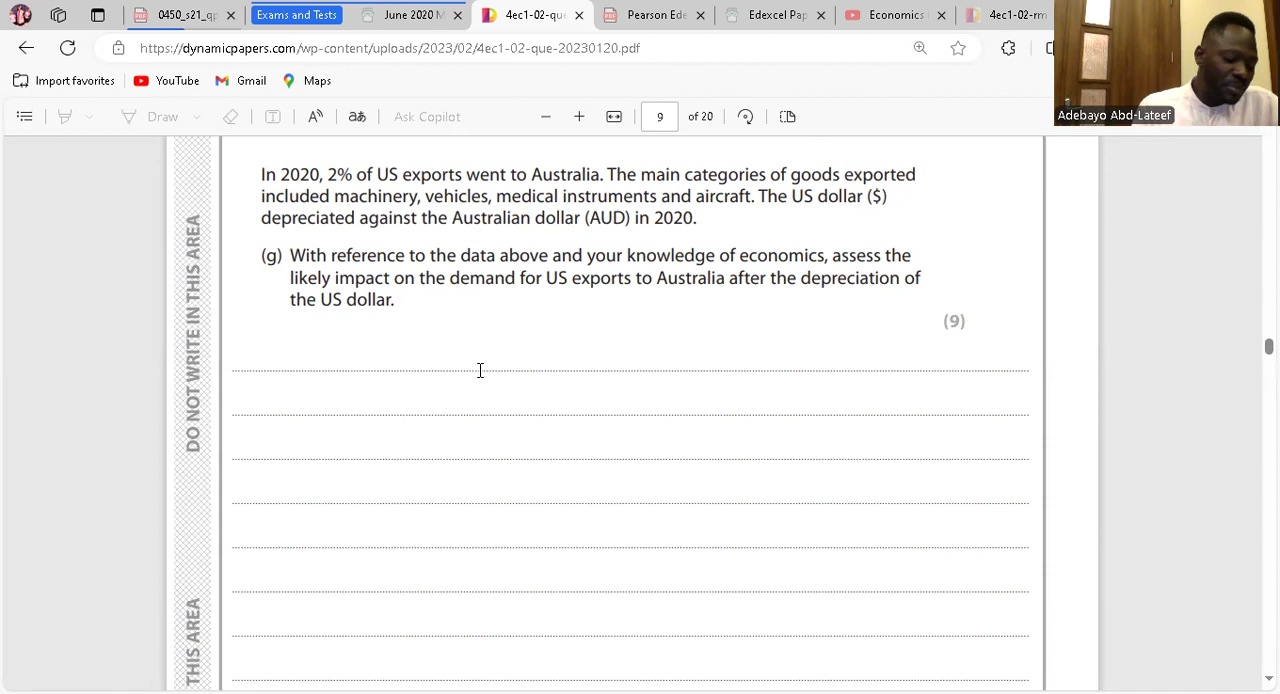 0450_s21_qp
Exams and Tests
June 2020 M
4ec1-02-que
Pearson Ede
Edexcel Pap
Economics
4ec1-02-rm
https://dynamicpapers.com/wp-content/uploads/2023/02/4ec1-02-que-20230120.pdf
Import favorites
YouTube
Gmail
Maps
Draw
Ask Copilot
9
of 20
Adebayo Abd-Lateef
In 2020, 2% of US exports went to Australia. The main categories of goods exported
included machinery, vehicles, medical instruments and aircraft. The US dollar ($)
depreciated against the Australian dollar (AUD) in 2020.
(g) With reference to the data above and your knowledge of economics, assess the
likely impact on the demand for US exports to Australia after the depreciation of
the US dollar.
(9)
DO NOT WRITE IN THIS AREA
THIS AREA